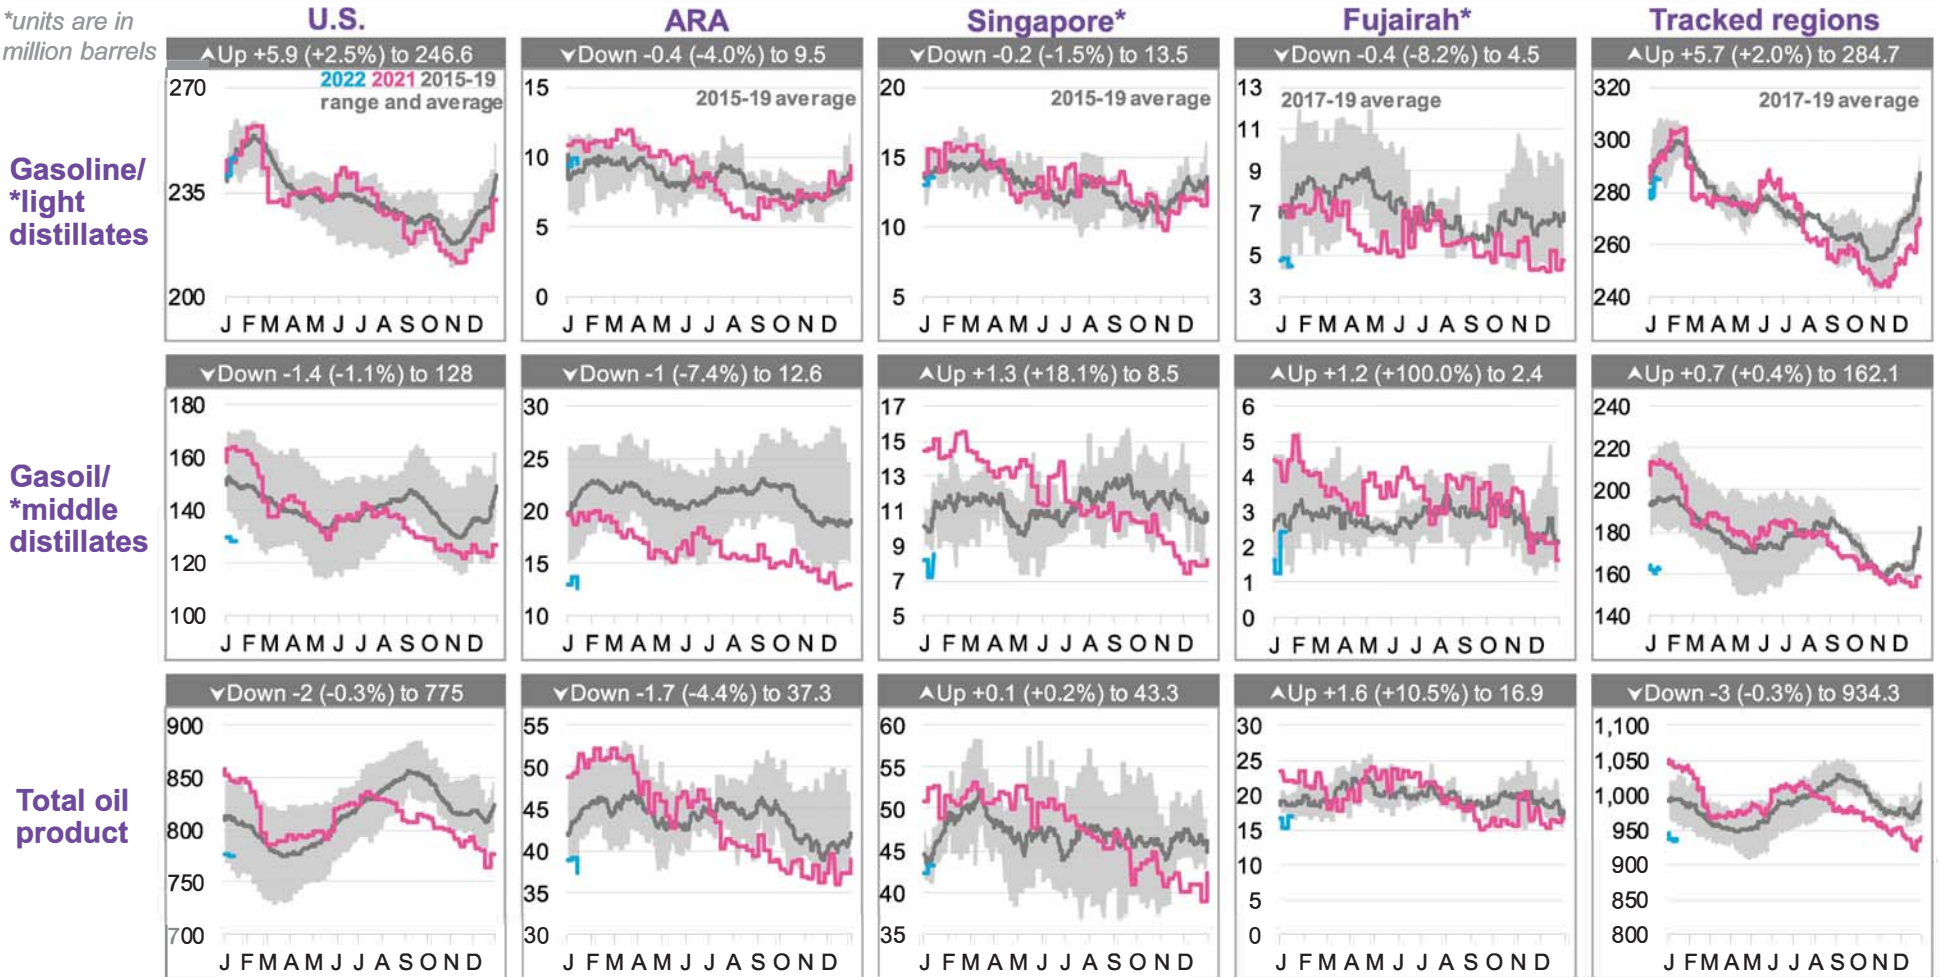 *units are in
million barrels
U.S.
ARA
Singapore*
Fujairah*
Tracked regions
Gasoline/
*light
distillates
Up +5.9 (+2.5%) to 246.6
2022 2021 2015-19
range and average
270
235
200
J F M A M J J A S O N D
Down -0.4 (-4.0%) to 9.5
2015-19 average
15
10
5
0
J F M A M J J A S O N D
Down -0.2 (-1.5%) to 13.5
2015-19 average
20
15
10
5
J F M A M J J A S O N D
Down -0.4 (-8.2%) to 4.5
2017-19 average
13
11
9
7
5
3
J F M A M J J A S O N D
Up +5.7 (+2.0%) to 284.7
2017-19 average
320
300
280
260
240
J F M A M J J A S O N D
Gasoil/
*middle
distillates
Down -1.4 (-1.1%) to 128
180
160
140
120
100
J F M A M J J A S O N D
Down -1 (-7.4%) to 12.6
30
25
20
15
10
J F M A M J J A S O N D
Up +1.3 (+18.1%) to 8.5
17
15
13
11
9
7
5
J F M A M J J A S O N D
Up +1.2 (+100.0%) to 2.4
6
5
4
3
2
1
0
J F M A M J J A S O N D
Up +0.7 (+0.4%) to 162.1
240
220
200
180
160
140
J F M A M J J A S O N D
Total oil
product
Down -2 (-0.3%) to 775
900
850
800
750
700
J F M A M J J A S O N D
Down -1.7 (-4.4%) to 37.3
55
50
45
40
35
30
J F M A M J J A S O N D
Up +0.1 (+0.2%) to 43.3
60
55
50
45
40
35
J F M A M J J A S O N D
Up +1.6 (+10.5%) to 16.9
30
25
20
15
10
5
0
J F M A M J J A S O N D
Down -3 (-0.3%) to 934.3
1,100
1,050
1,000
950
900
850
800
J F M A M J J A S O N D